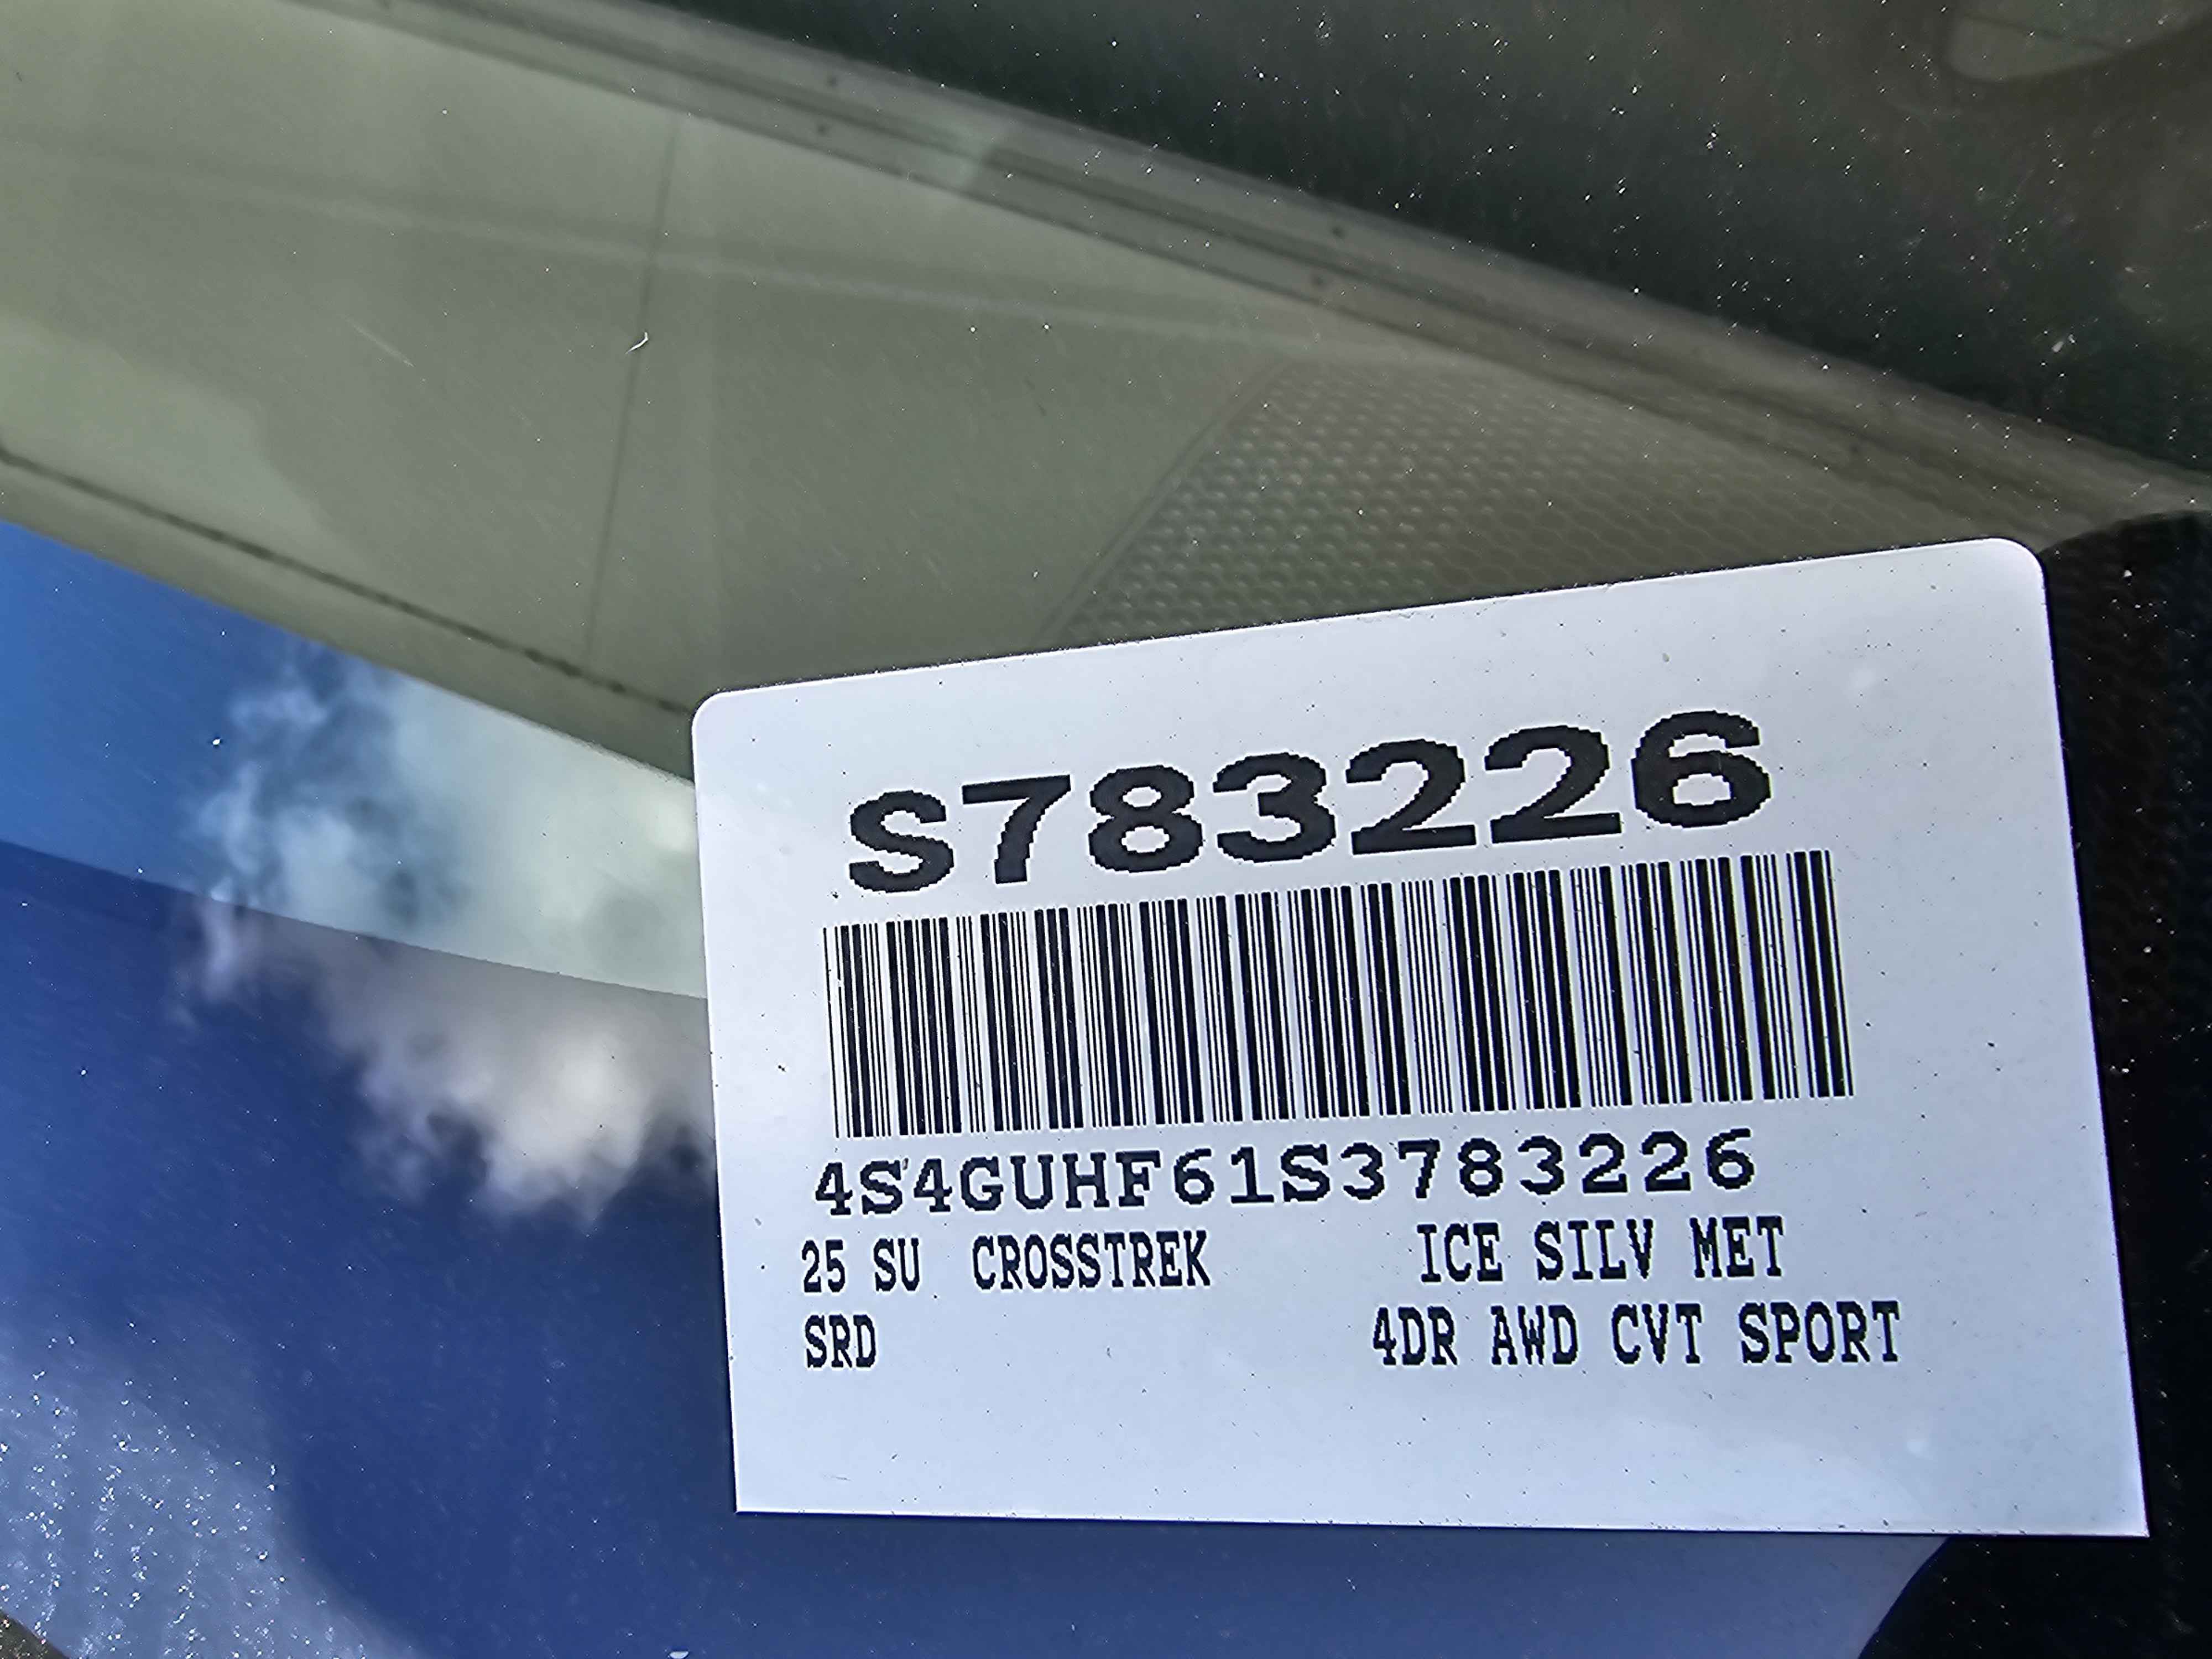 S783226
4S4GUHF61S3783226
25 SU CROSSTREK ICE SILV MET
SRD 4DR AWD CVT SPORT